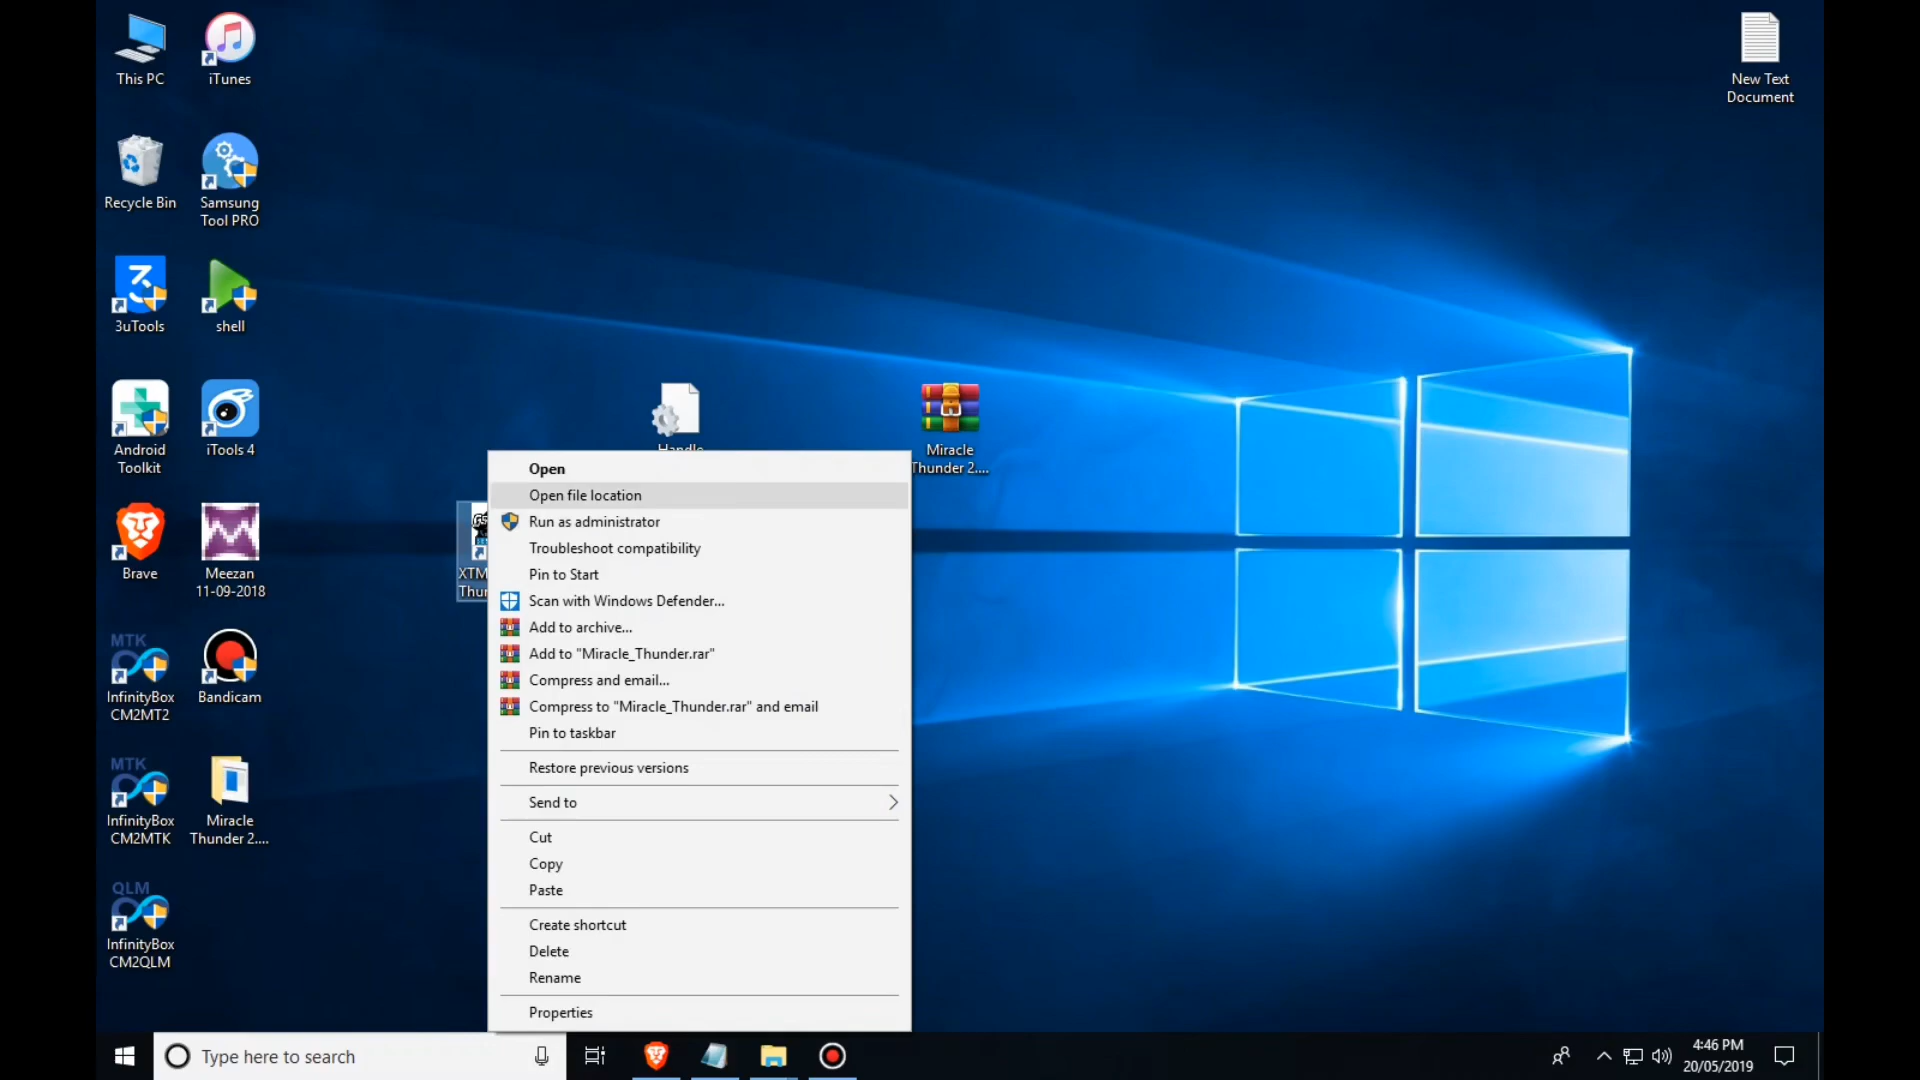 This PC
iTunes
New Text
Document
Recycle Bin
Samsung
Tool PRO
3uTools
shell
Android
Toolkit
iTools 4
Handle
Miracle
Thunder 2....
Brave
Meezan
11-09-2018
XTM
Thun
MTK
InfinityBox
CM2MT2
Bandicam
MTK
InfinityBox
CM2MTK
Miracle
Thunder 2....
QLM
InfinityBox
CM2QLM
Open
Open file location
Run as administrator
Troubleshoot compatibility
Pin to Start
Scan with Windows Defender...
Add to archive...
Add to "Miracle_Thunder.rar"
Compress and email...
Compress to "Miracle_Thunder.rar" and email
Pin to taskbar
Restore previous versions
Send to
Cut
Copy
Paste
Create shortcut
Delete
Rename
Properties
Type here to search
4:46 PM
20/05/2019